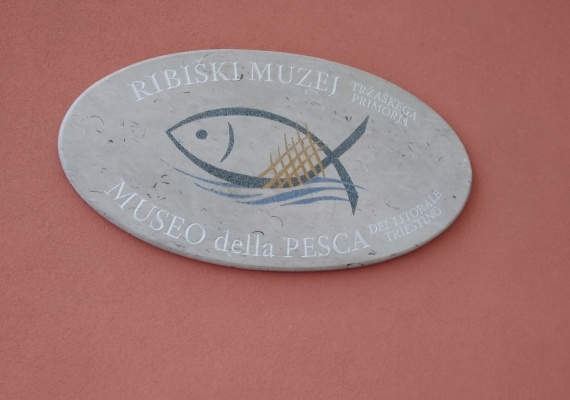 RIBIŠKI MUZEJ
TRŽAŠKEGA
PRIMORJA
MUSEO della PESCA
DEL LITORALE
TRIESTINO